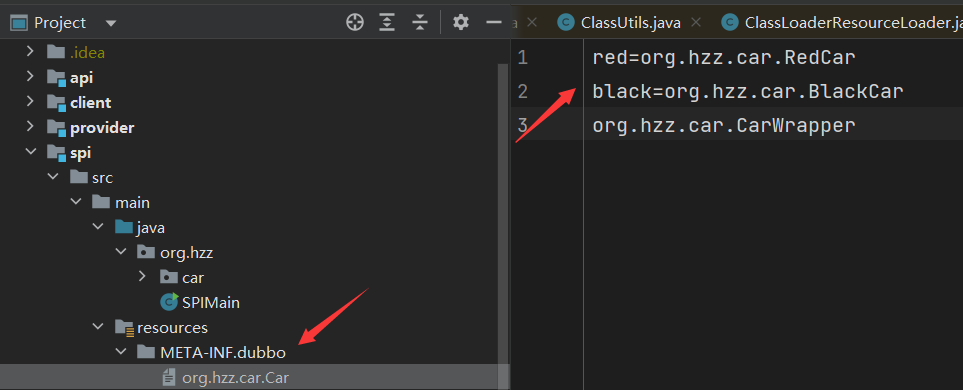 Project
.idea
api
client
provider
spi
src
main
java
org.hzz
car
SPIMain
resources
META-INF.dubbo
org.hzz.car.Car
a ClassUtils.java ClassLoaderResourceLoader.ja
1 red=org.hzz.car.RedCar
2 black=org.hzz.car.BlackCar
3 org.hzz.car.CarWrapper